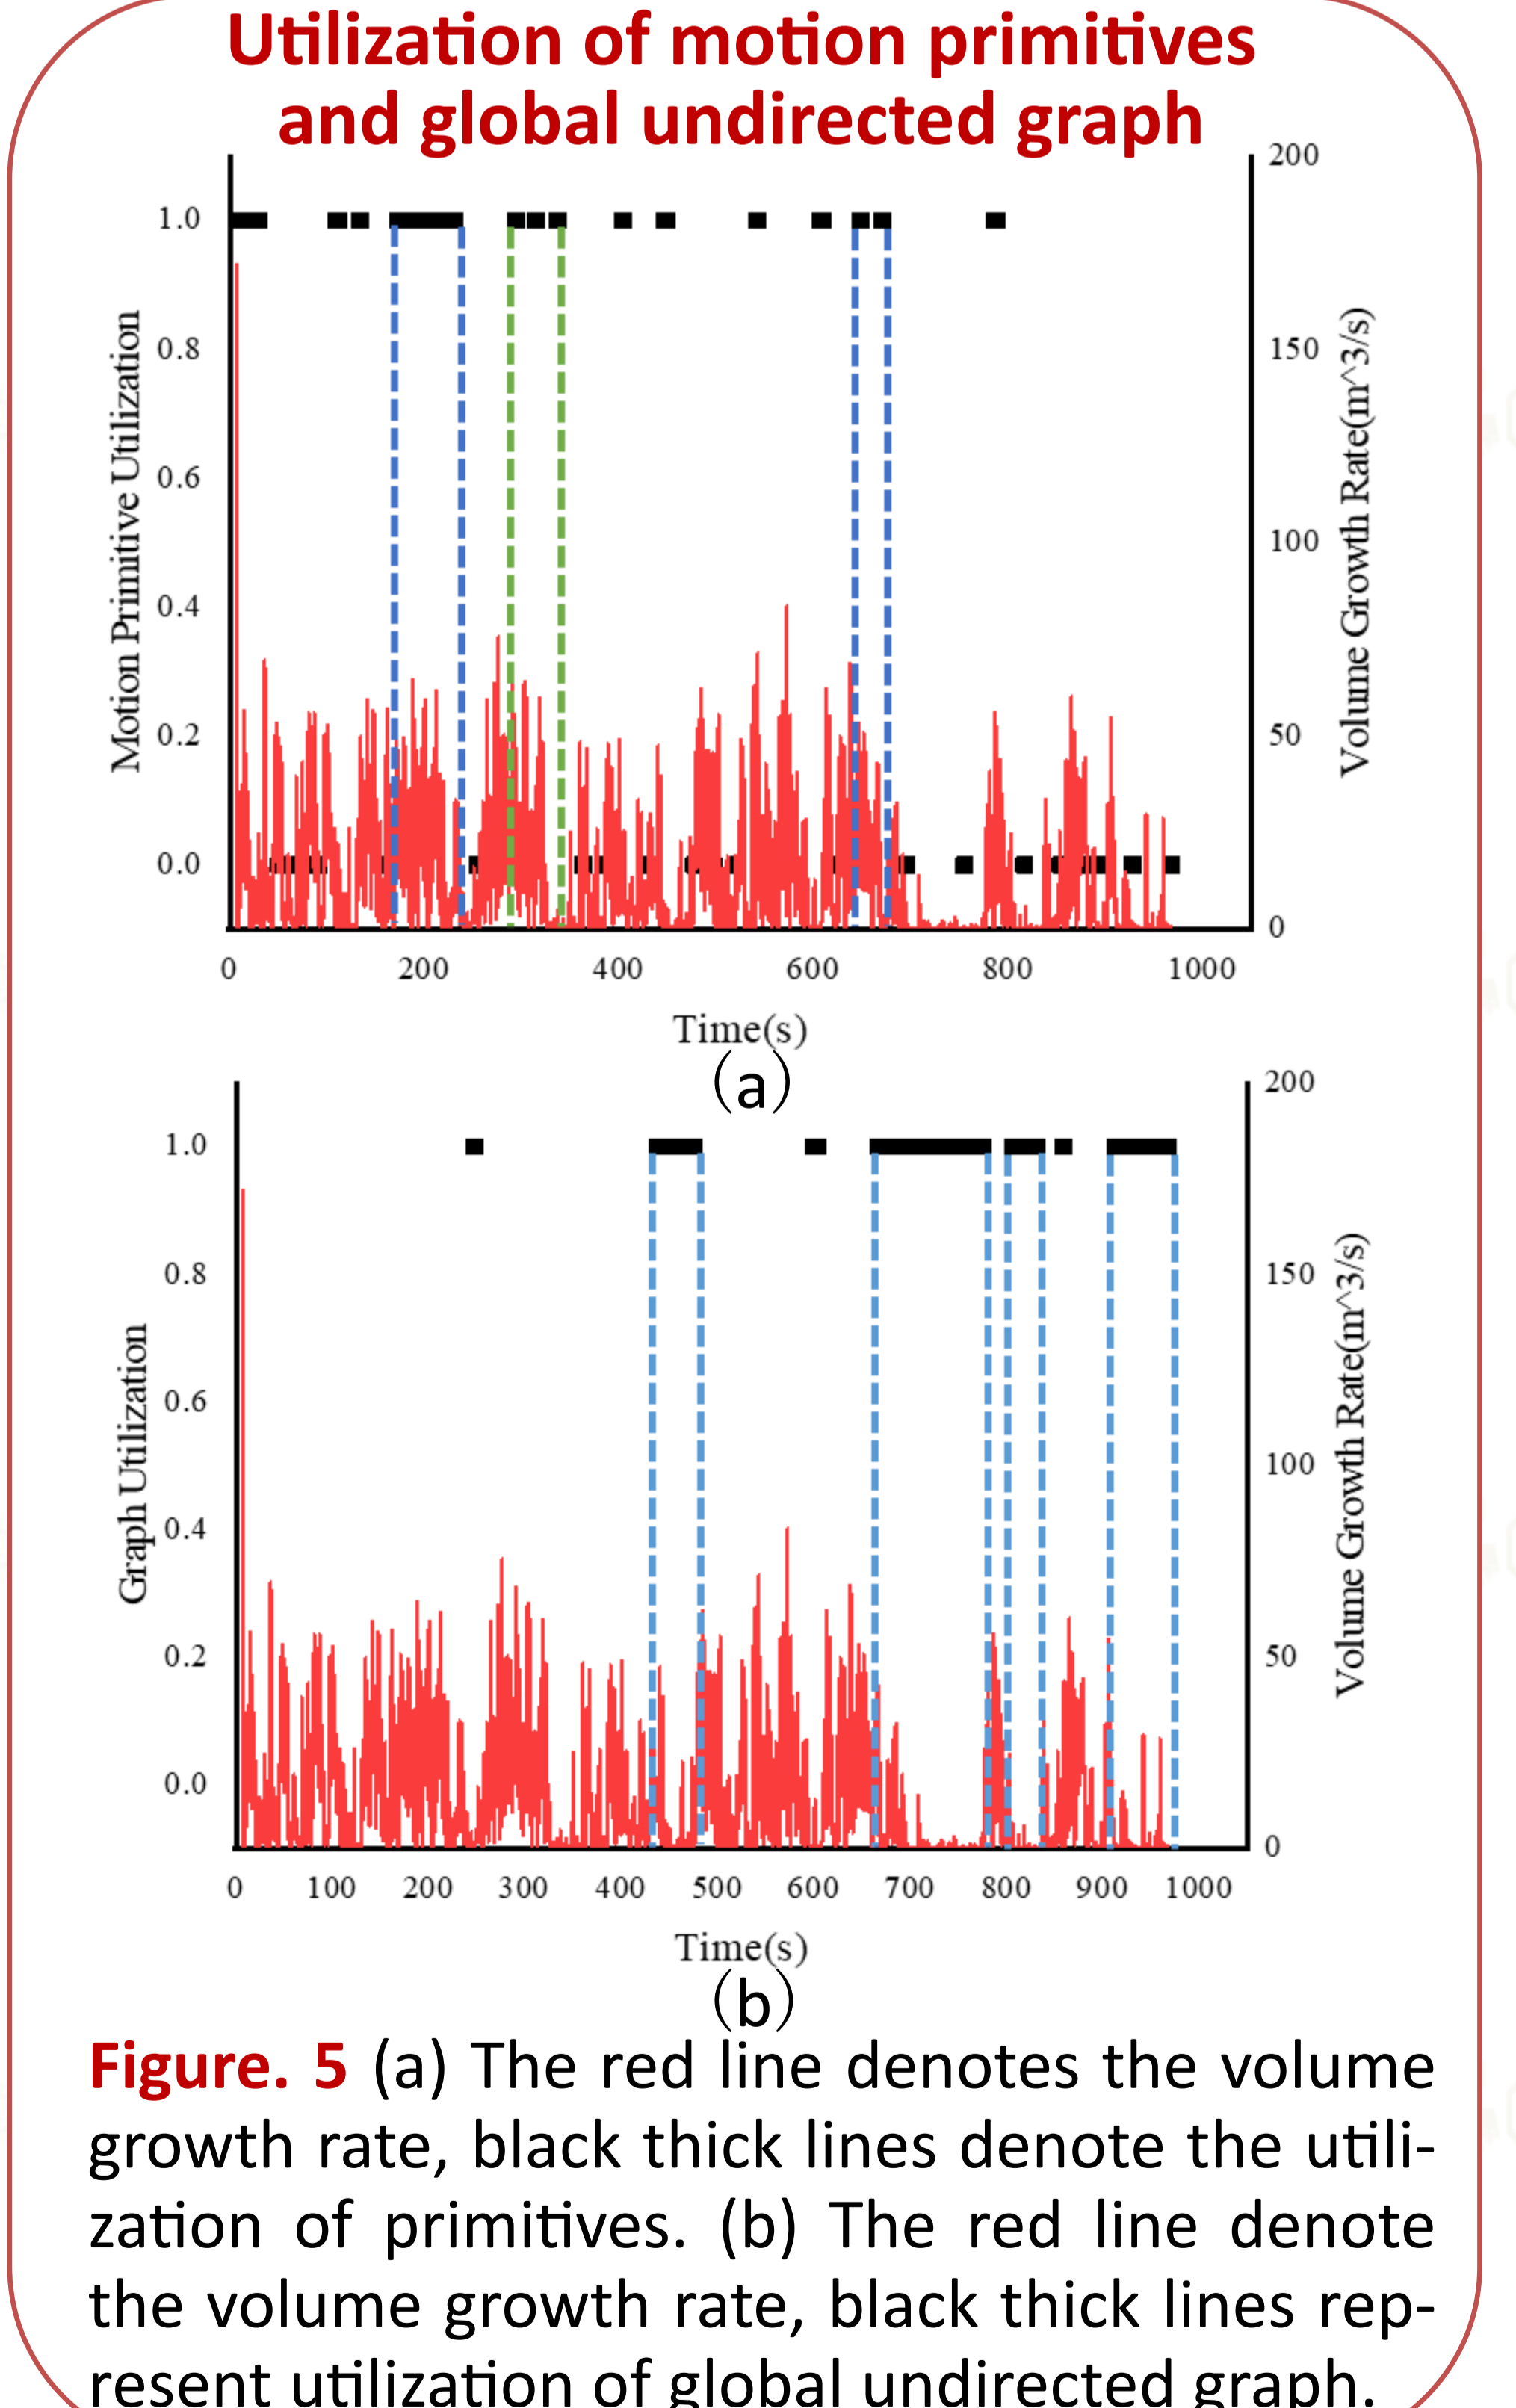 Utilization of motion primitives
and global undirected graph
200
1.0
0.8
150
0.6
100
0.4
0.2
50
0.0
0
Motion Primitive Utilization
Volume Growth Rate(m^3/s)
0 200 400 600 800 1000
Time(s)
(a)
200
1.0
0.8
150
0.6
100
0.4
0.2
50
0.0
0
Graph Utilization
Volume Growth Rate(m^3/s)
0 100 200 300 400 500 600 700 800 900 1000
Time(s)
(b)
Figure. 5 (a) The red line denotes the volume
growth rate, black thick lines denote the utili-
zation of primitives. (b) The red line denote
the volume growth rate, black thick lines rep-
resent utilization of global undirected graph.